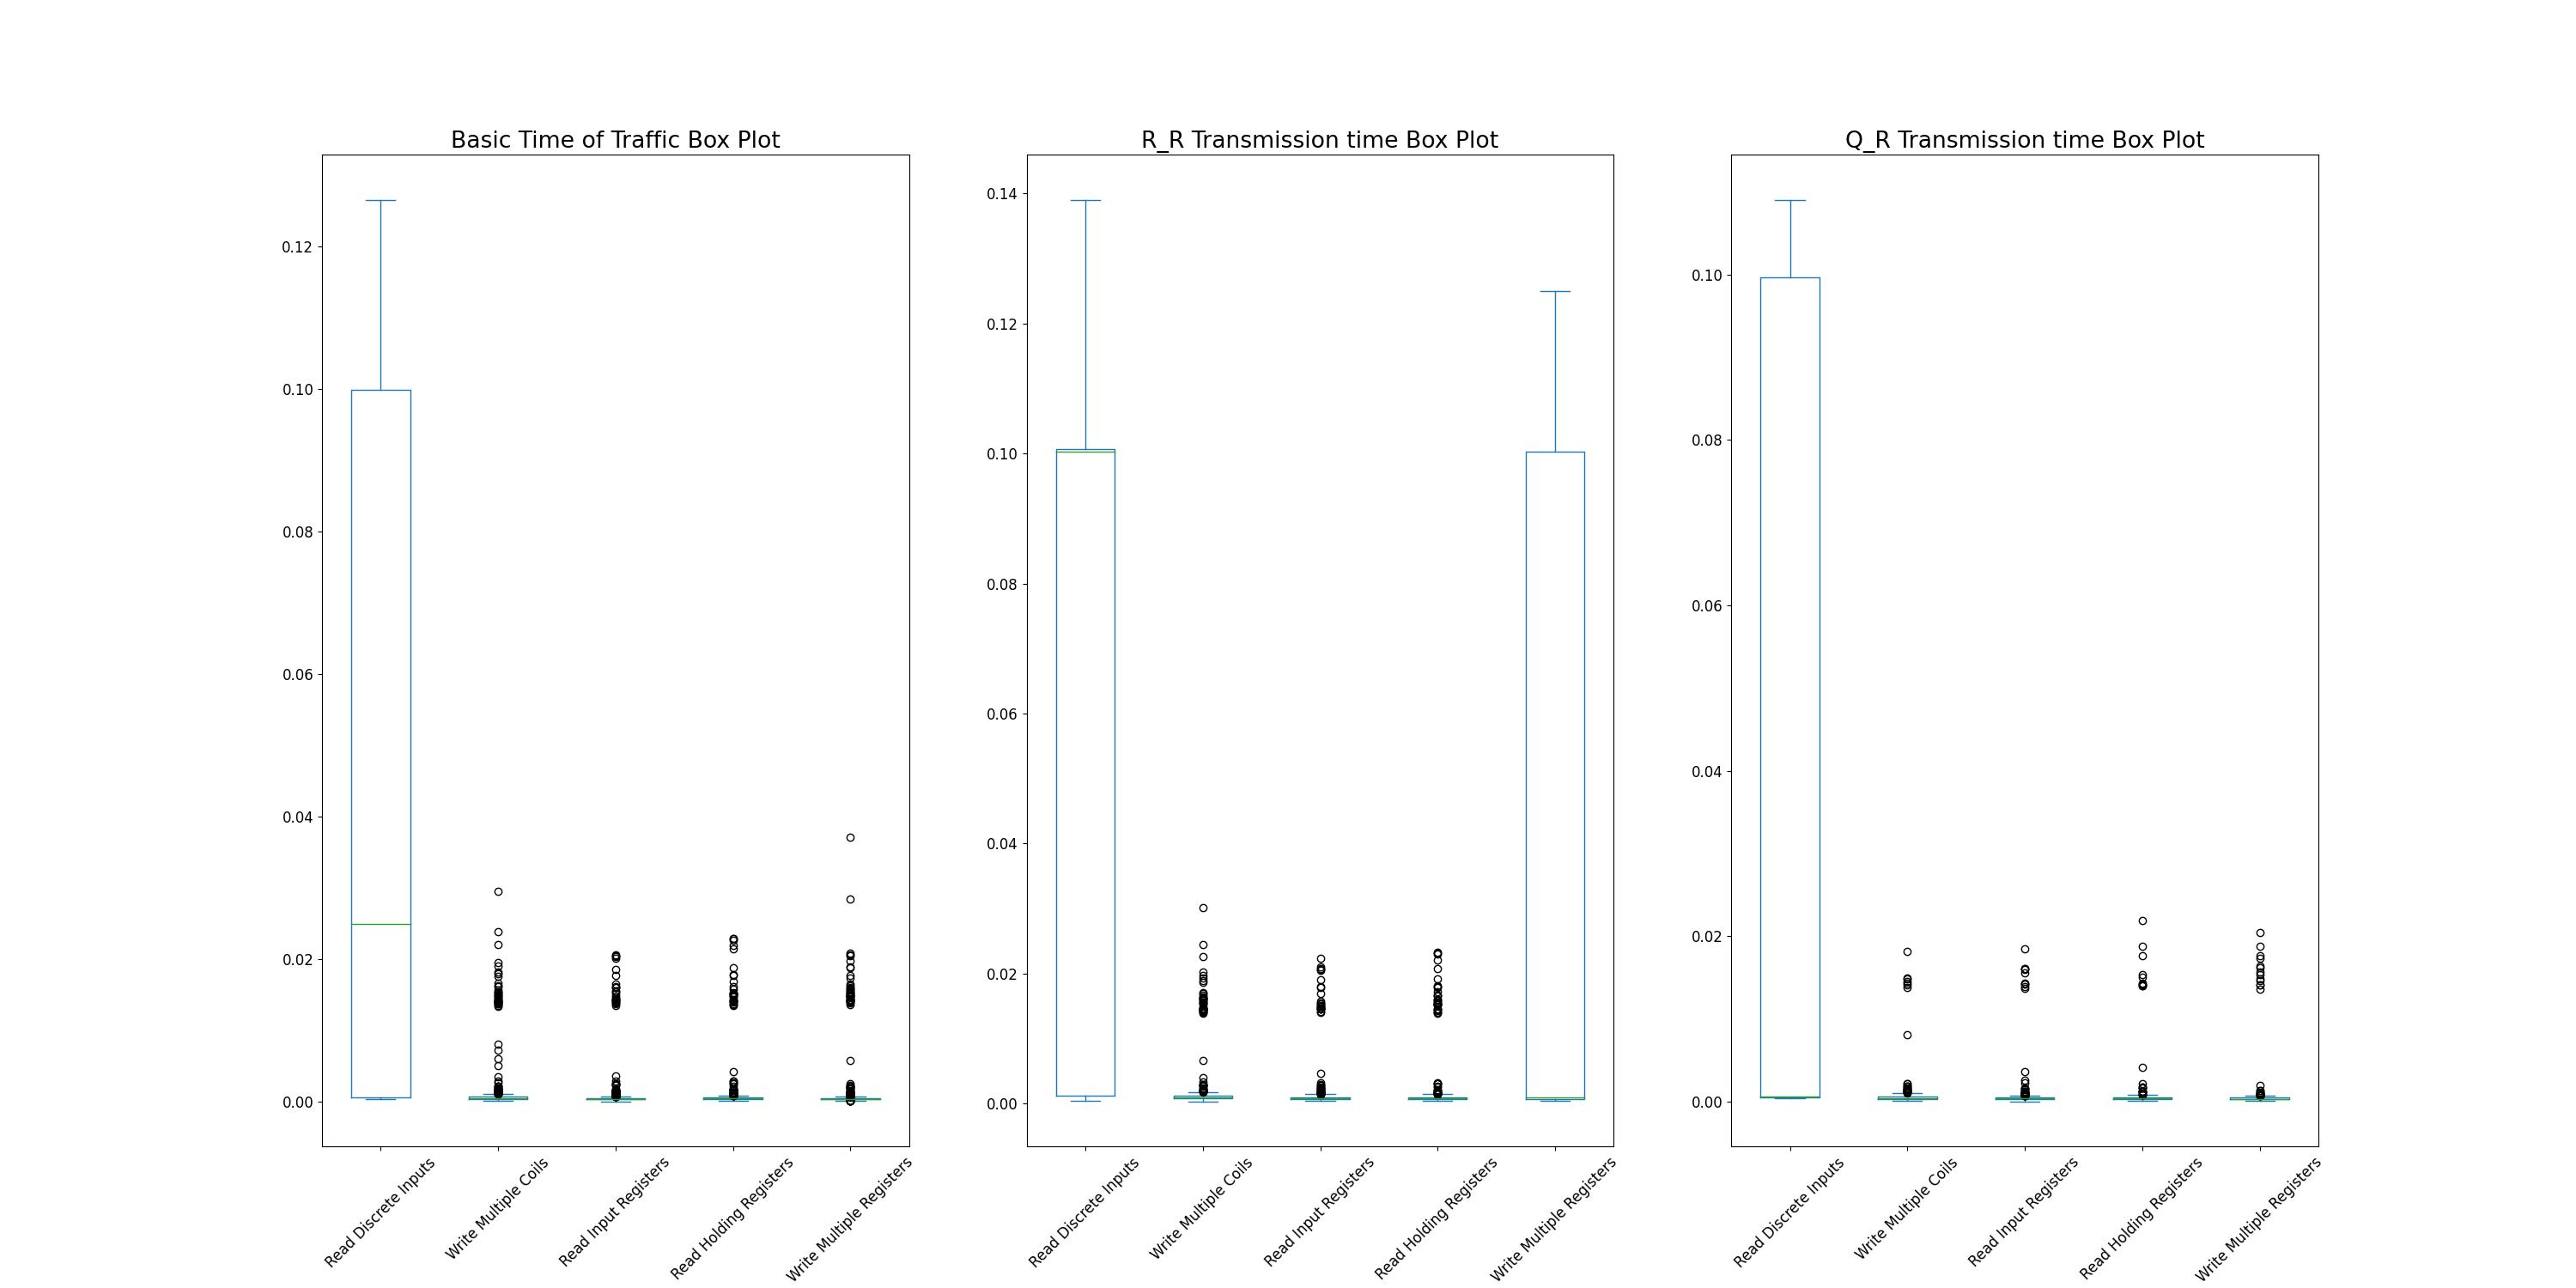 Basic Time of Traffic Box Plot
0.12
0.10
0.08
0.06
0.04
0.02
0.00
Read Discrete Inputs
Write Multiple Coils
Read Input Registers
Read Holding Registers
Write Multiple Registers
R_R Transmission time Box Plot
0.14
0.12
0.10
0.08
0.06
0.04
0.02
0.00
Read Discrete Inputs
Write Multiple Coils
Read Input Registers
Read Holding Registers
Write Multiple Registers
Q_R Transmission time Box Plot
0.10
0.08
0.06
0.04
0.02
0.00
Read Discrete Inputs
Write Multiple Coils
Read Input Registers
Read Holding Registers
Write Multiple Registers